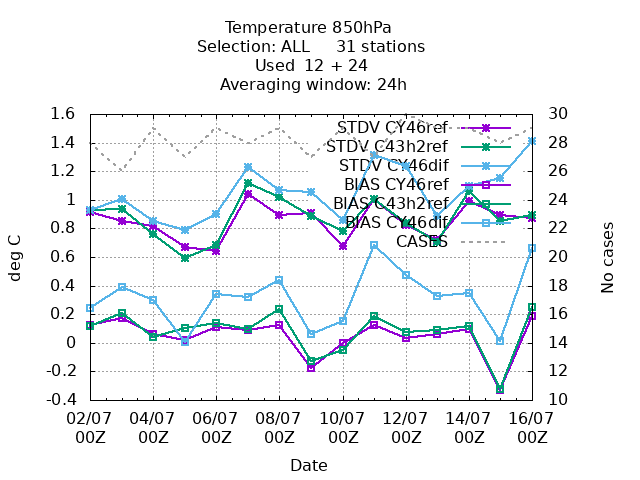 Temperature 850hPa
Selection: ALL 31 stations
Used 12 + 24
Averaging window: 24h
1.6
1.4
1.2
1
0.8
0.6
0.4
0.2
0
-0.2
-0.4
deg C
30
28
26
24
22
20
18
16
14
12
10
No cases
STDV CY46ref
STDV C43h2ref
STDV CY46dif
BIAS CY46ref
BIAS C43h2ref
BIAS CY46dif
CASES
02/07 04/07 06/07 08/07 10/07 12/07 14/07 16/07
00Z 00Z 00Z 00Z 00Z 00Z 00Z 00Z
Date